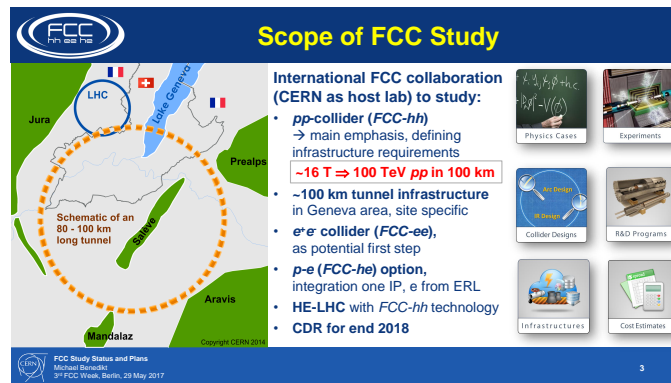 FCC
hh ee he
Scope of FCC Study
LHC
Lake Geneva
Jura
Prealps
Schematic of an
80 - 100 km
long tunnel
Salève
Aravis
Mandalaz
Copyright CERN 2014
International FCC collaboration
(CERN as host lab) to study:
• pp-collider (FCC-hh)
→ main emphasis, defining
infrastructure requirements
~16 T ⇒ 100 TeV pp in 100 km
• ~100 km tunnel infrastructure
in Geneva area, site specific
• e+e- collider (FCC-ee),
as potential first step
• p-e (FCC-he) option,
integration one IP, e from ERL
• HE-LHC with FCC-hh technology
• CDR for end 2018
Physics Cases
Experiments
Arc Design
IR Design
Collider Designs
R&D Programs
Infrastructures
Cost Estimates
CERN
FCC Study Status and Plans
Michael Benedikt
3rd FCC Week, Berlin, 29 May 2017
3